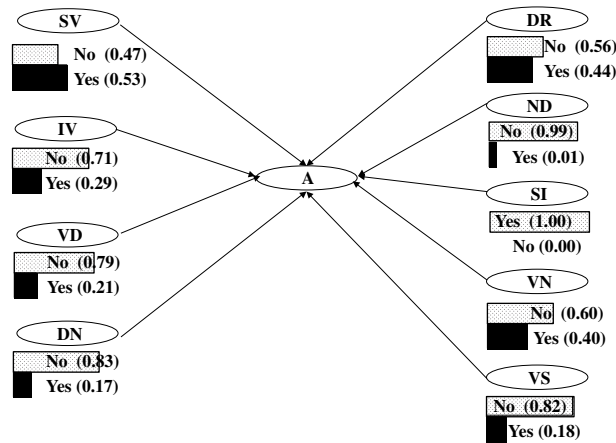 SV
No (0.47)
Yes (0.53)
IV
No (0.71)
Yes (0.29)
VD
No (0.79)
Yes (0.21)
DN
No (0.83)
Yes (0.17)
A
DR
No (0.56)
Yes (0.44)
ND
No (0.99)
Yes (0.01)
SI
Yes (1.00)
No (0.00)
VN
No (0.60)
Yes (0.40)
VS
No (0.82)
Yes (0.18)